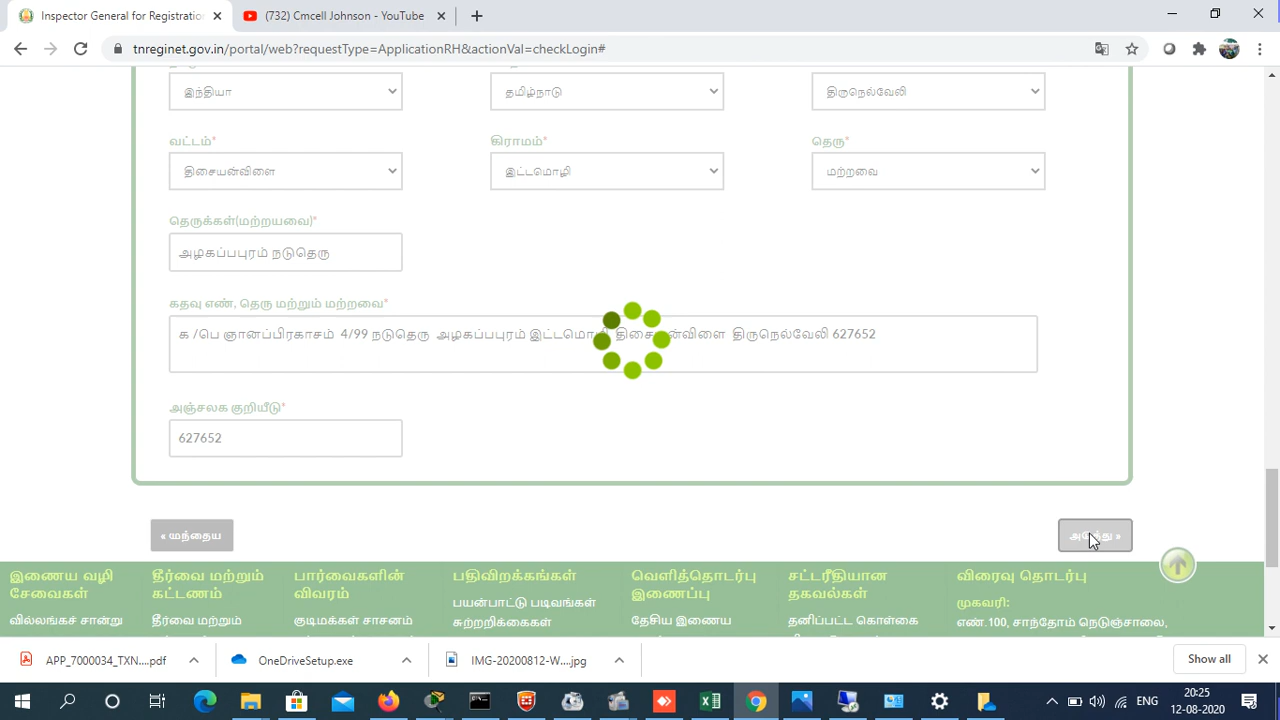 Inspector General for Registration
(732) Cmcell Johnson - YouTube
tnreginet.gov.in/portal/web?requestType=ApplicationRH&actionVal=checkLogin#
இந்தியா
தமிழ்நாடு
திருநெல்வேலி
வட்டம்*
கிராமம்*
தெரு*
திசையன்விளை
இட்டமொழி
மற்றவை
தெருக்கள்(மற்றயவை)*
அழகப்பபுரம் நடுதெரு
கதவு எண், தெரு மற்றும் மற்றவை*
க /பெ ஞானப்பிரகாசம் 4/99 நடுதெரு அழகப்பபுரம் இட்டமொழி திசையன்விளை திருநெல்வேலி 627652
அஞ்சலக குறியீடு*
627652
« முந்தைய
அடுத்து »
இணைய வழி சேவைகள்
தீர்வை மற்றும் கட்டணம்
பார்வைகளின் விவரம்
பதிவிறக்கங்கள்
வெளித்தொடர்பு இணைப்பு
சட்டரீதியான தகவல்கள்
விரைவு தொடர்பு
முகவரி:
வில்லங்கச் சான்று
தீர்வை மற்றும்
குடிமக்கள் சாசனம்
பயன்பாட்டு படிவங்கள்
சுற்றறிக்கைகள்
தேசிய இணைய
தனிப்பட்ட கொள்கை
எண்.100, சாந்தோம் நெடுஞ்சாலை,
APP_7000034_TXN....pdf
OneDriveSetup.exe
IMG-20200812-W....jpg
Show all
ENG
20:25
12-08-2020